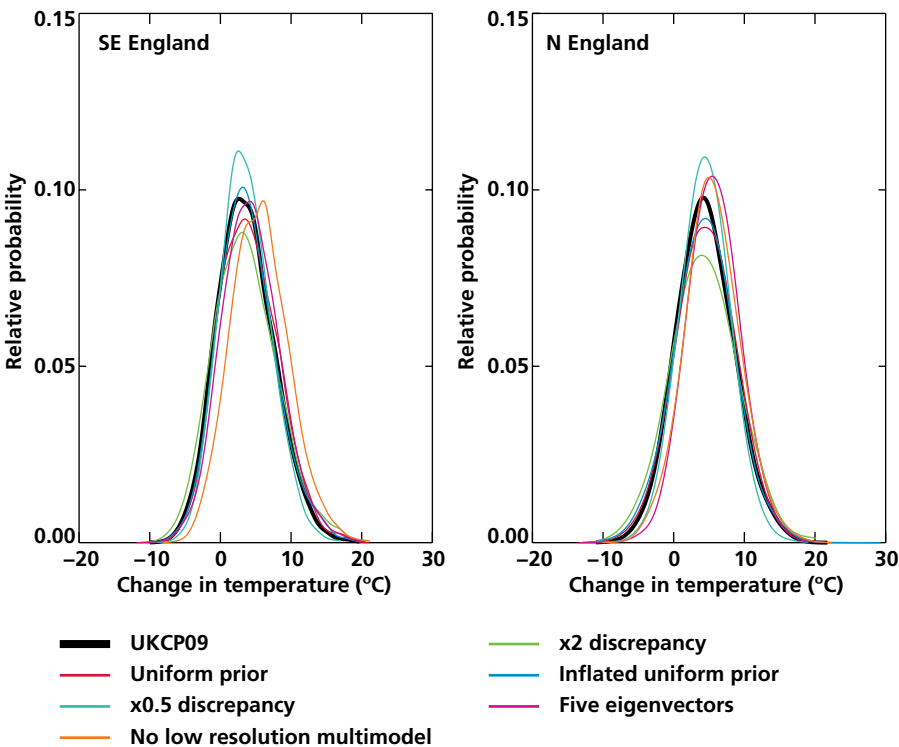 SE England
Relative probability
0.15
0.10
0.05
0.00
−20 −10 0 10 20 30
Change in temperature (ºC)
N England
Relative probability
0.15
0.10
0.05
0.00
−20 −10 0 10 20 30
Change in temperature (ºC)
UKCP09
Uniform prior
x0.5 discrepancy
No low resolution multimodel
x2 discrepancy
Inflated uniform prior
Five eigenvectors